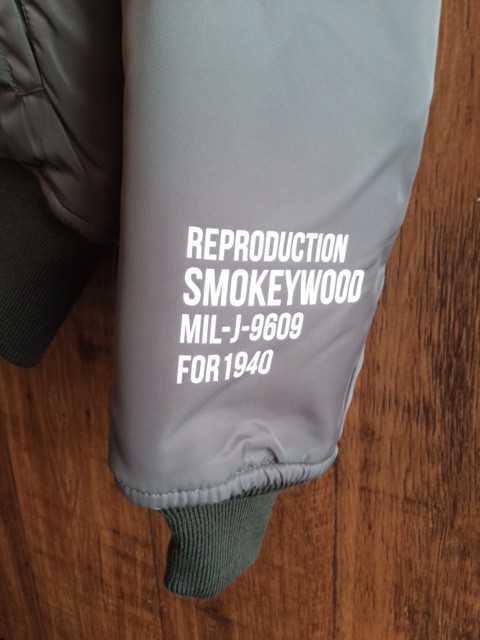 REPRODUCTION
SMOKEYWOOD
MIL-J-9609
FOR 1940